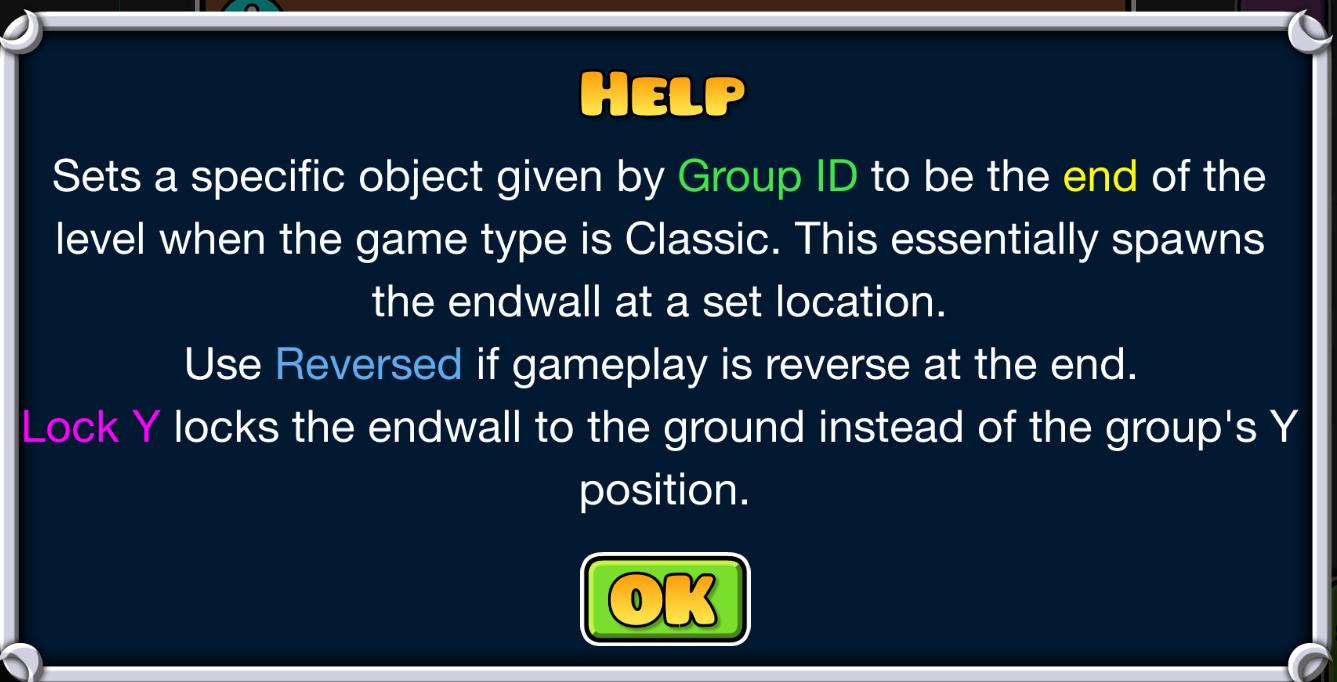 HELP
Sets a specific object given by Group ID to be the end of the
level when the game type is Classic. This essentially spawns
the endwall at a set location.
Use Reversed if gameplay is reverse at the end.
Lock Y locks the endwall to the ground instead of the group's Y
position.
OK